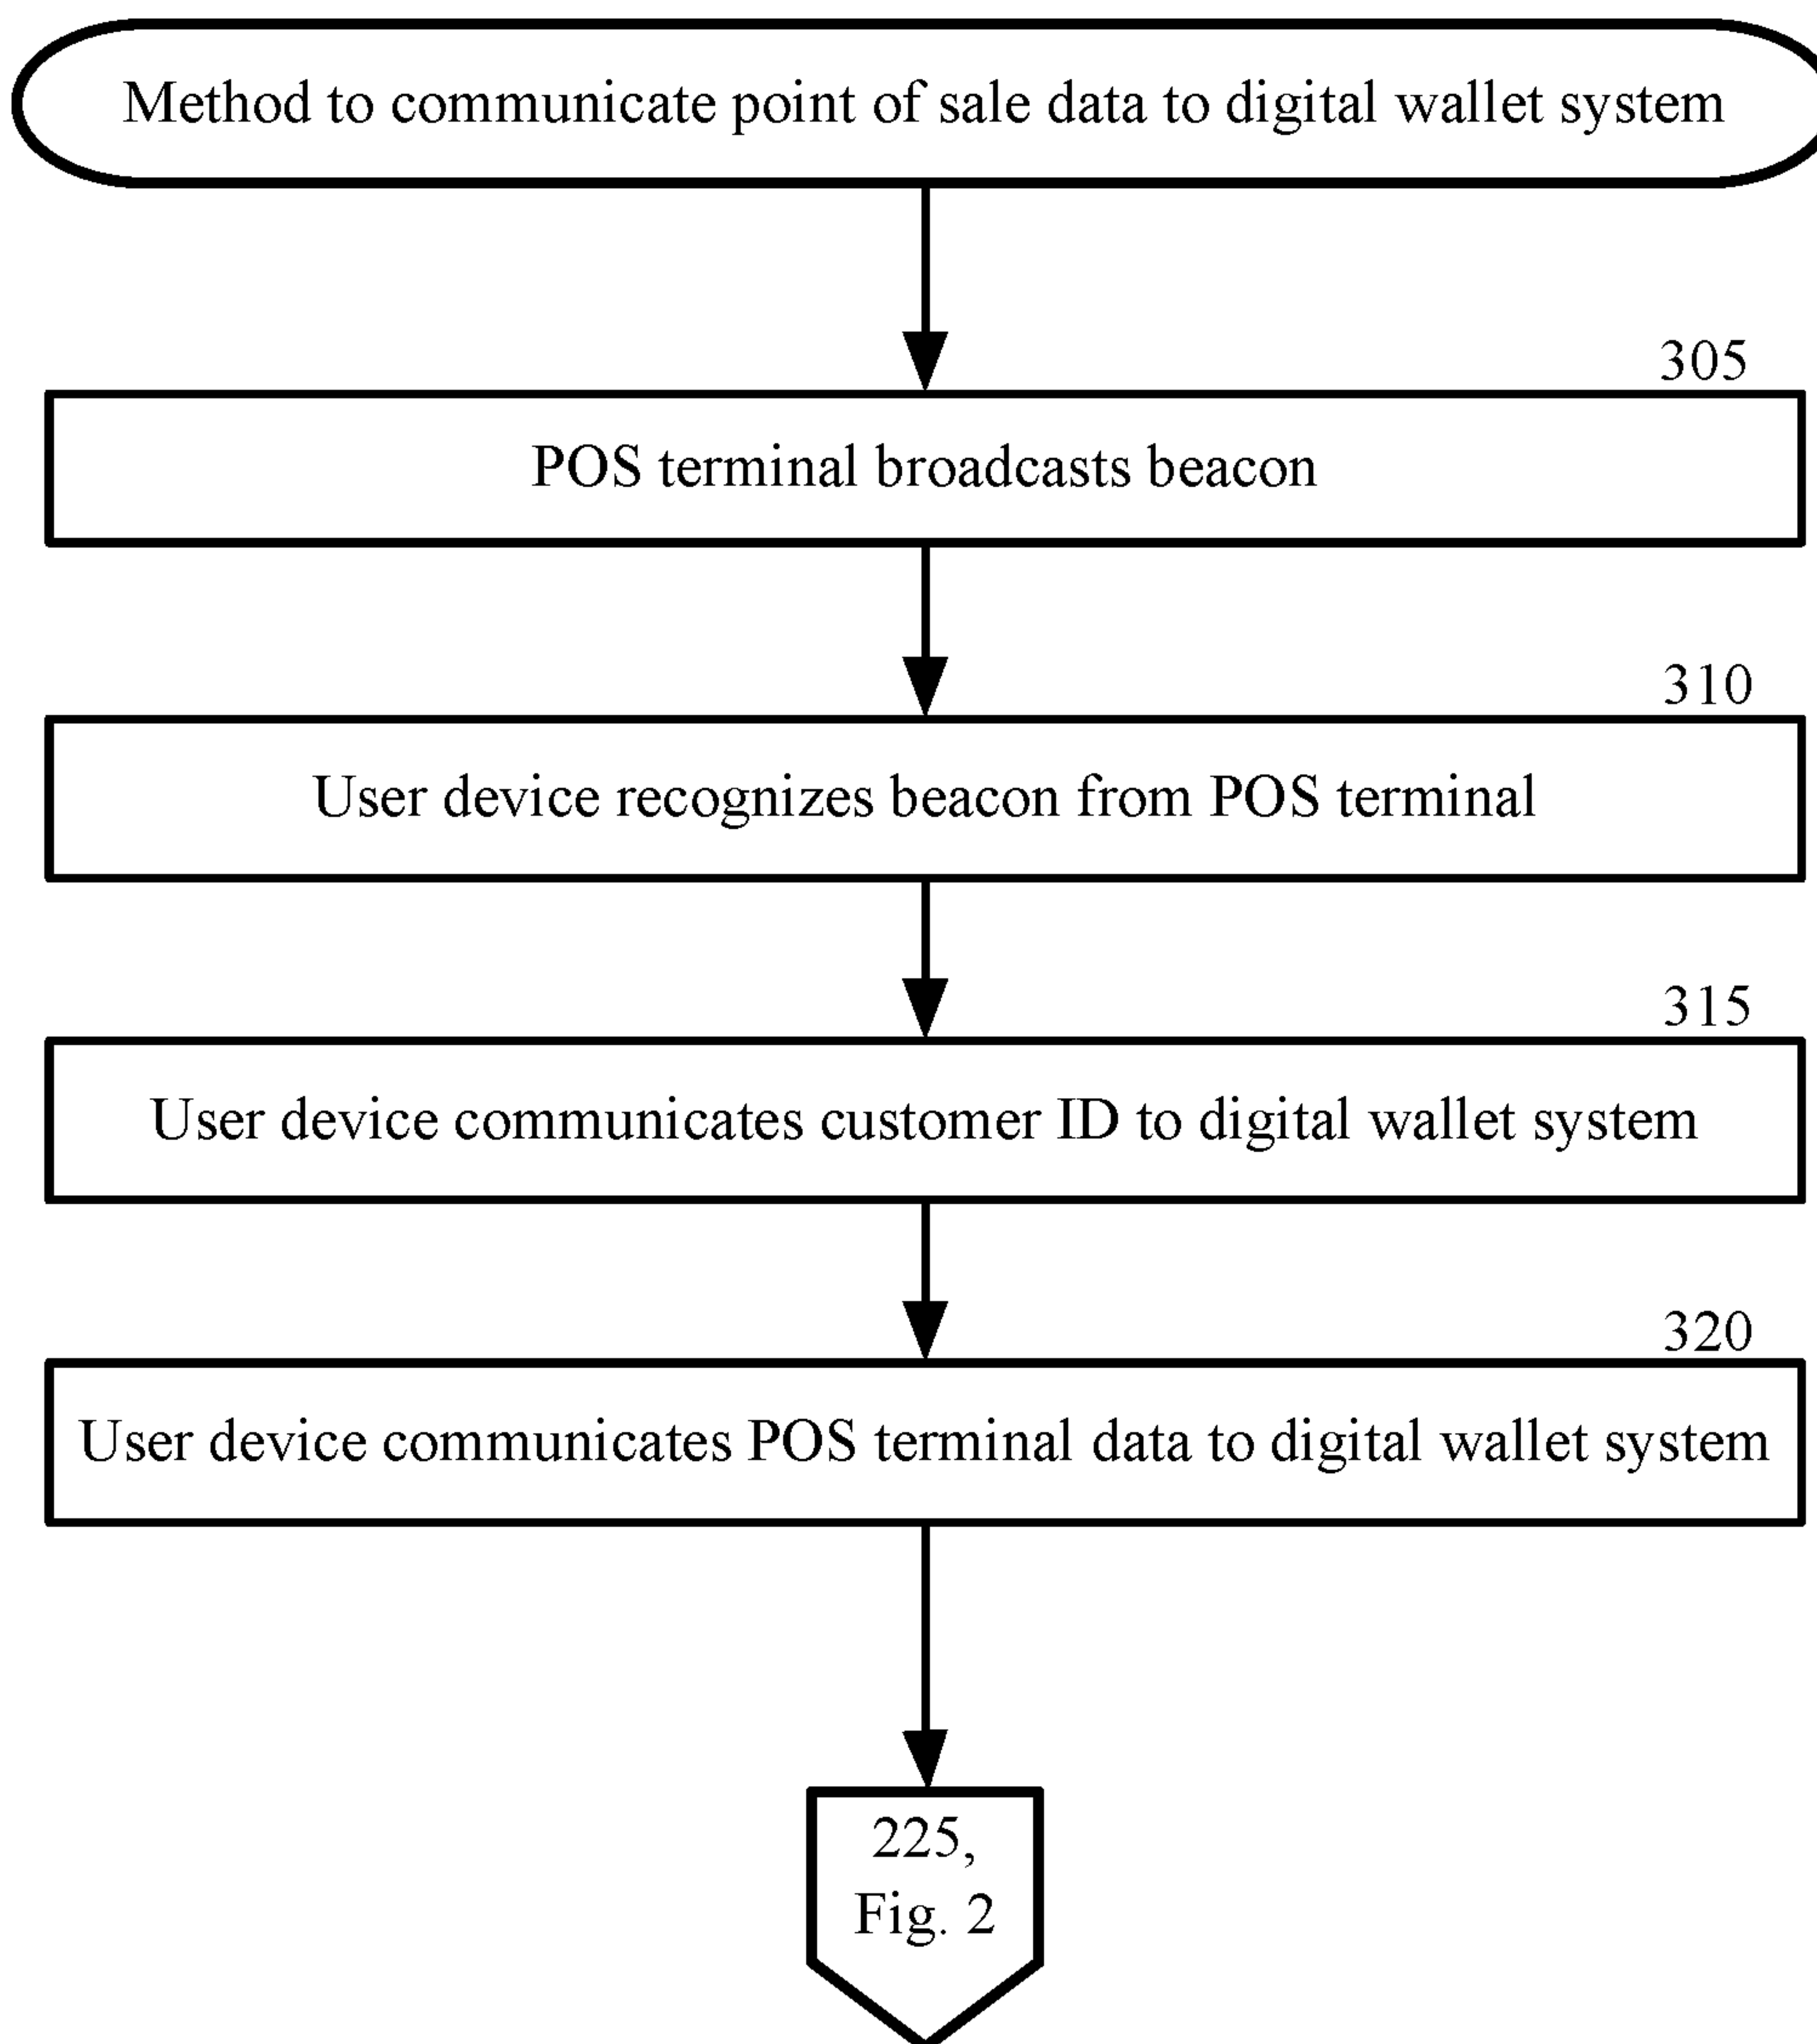 Method to communicate point of sale data to digital wallet system
305
POS terminal broadcasts beacon
310
User device recognizes beacon from POS terminal
315
User device communicates customer ID to digital wallet system
320
User device communicates POS terminal data to digital wallet system
225,
Fig. 2